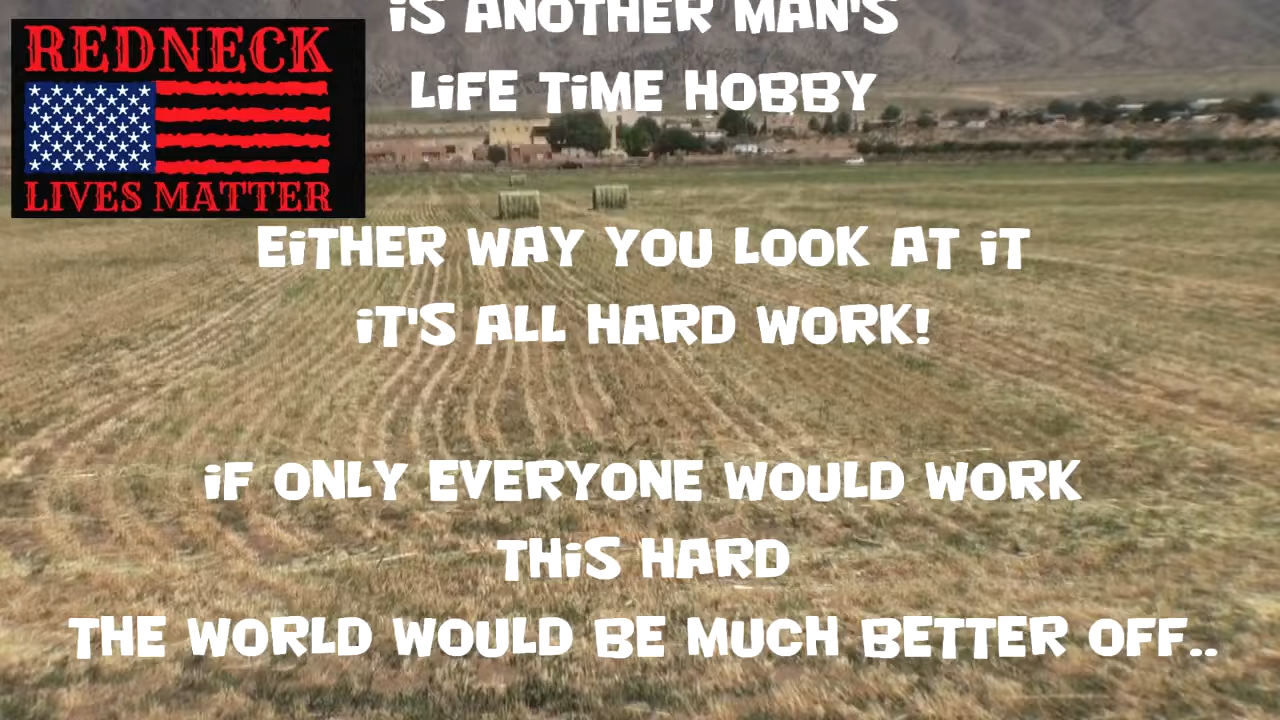 REDNECK
LIVES MATTER
IS ANOTHER MAN'S
LIFE TIME HOBBY
EITHER WAY YOU LOOK AT IT
IT'S ALL HARD WORK!
IF ONLY EVERYONE WOULD WORK
THIS HARD
THE WORLD WOULD BE MUCH BETTER OFF..